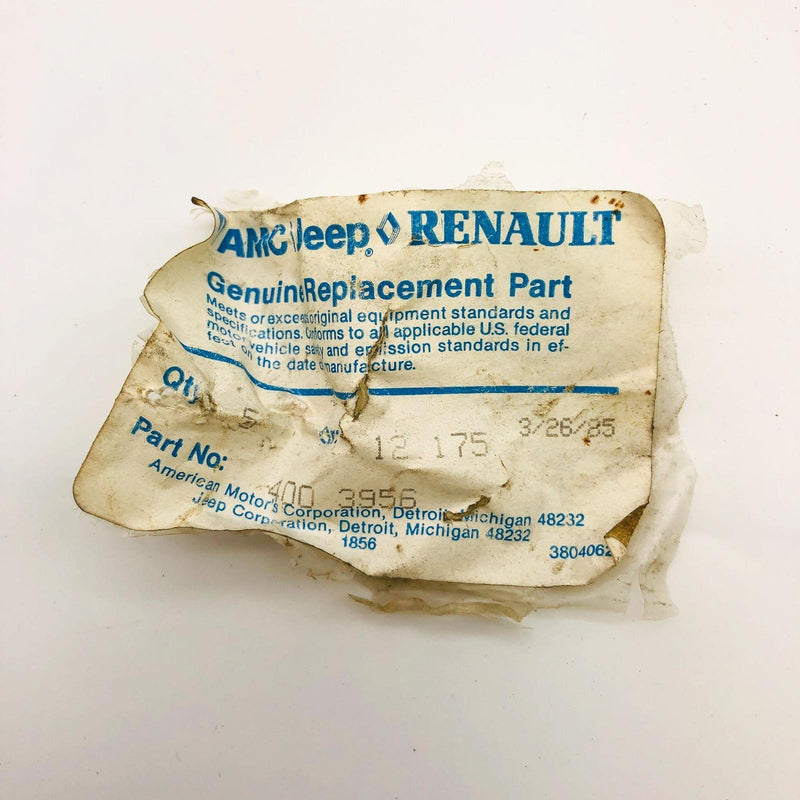 AMC Jeep® RENAULT
Genuine Replacement Part
Meets or exceeds original equipment standards and
specifications. Conforms to all applicable U.S. federal
motor vehicle safety and emission standards in ef-
fect on the date of manufacture.
Qty 5 12 175 3/26/85
Part No: 400 3956
American Motors Corporation, Detroit, Michigan 48232
Jeep Corporation, Detroit, Michigan 48232
1856 3804062